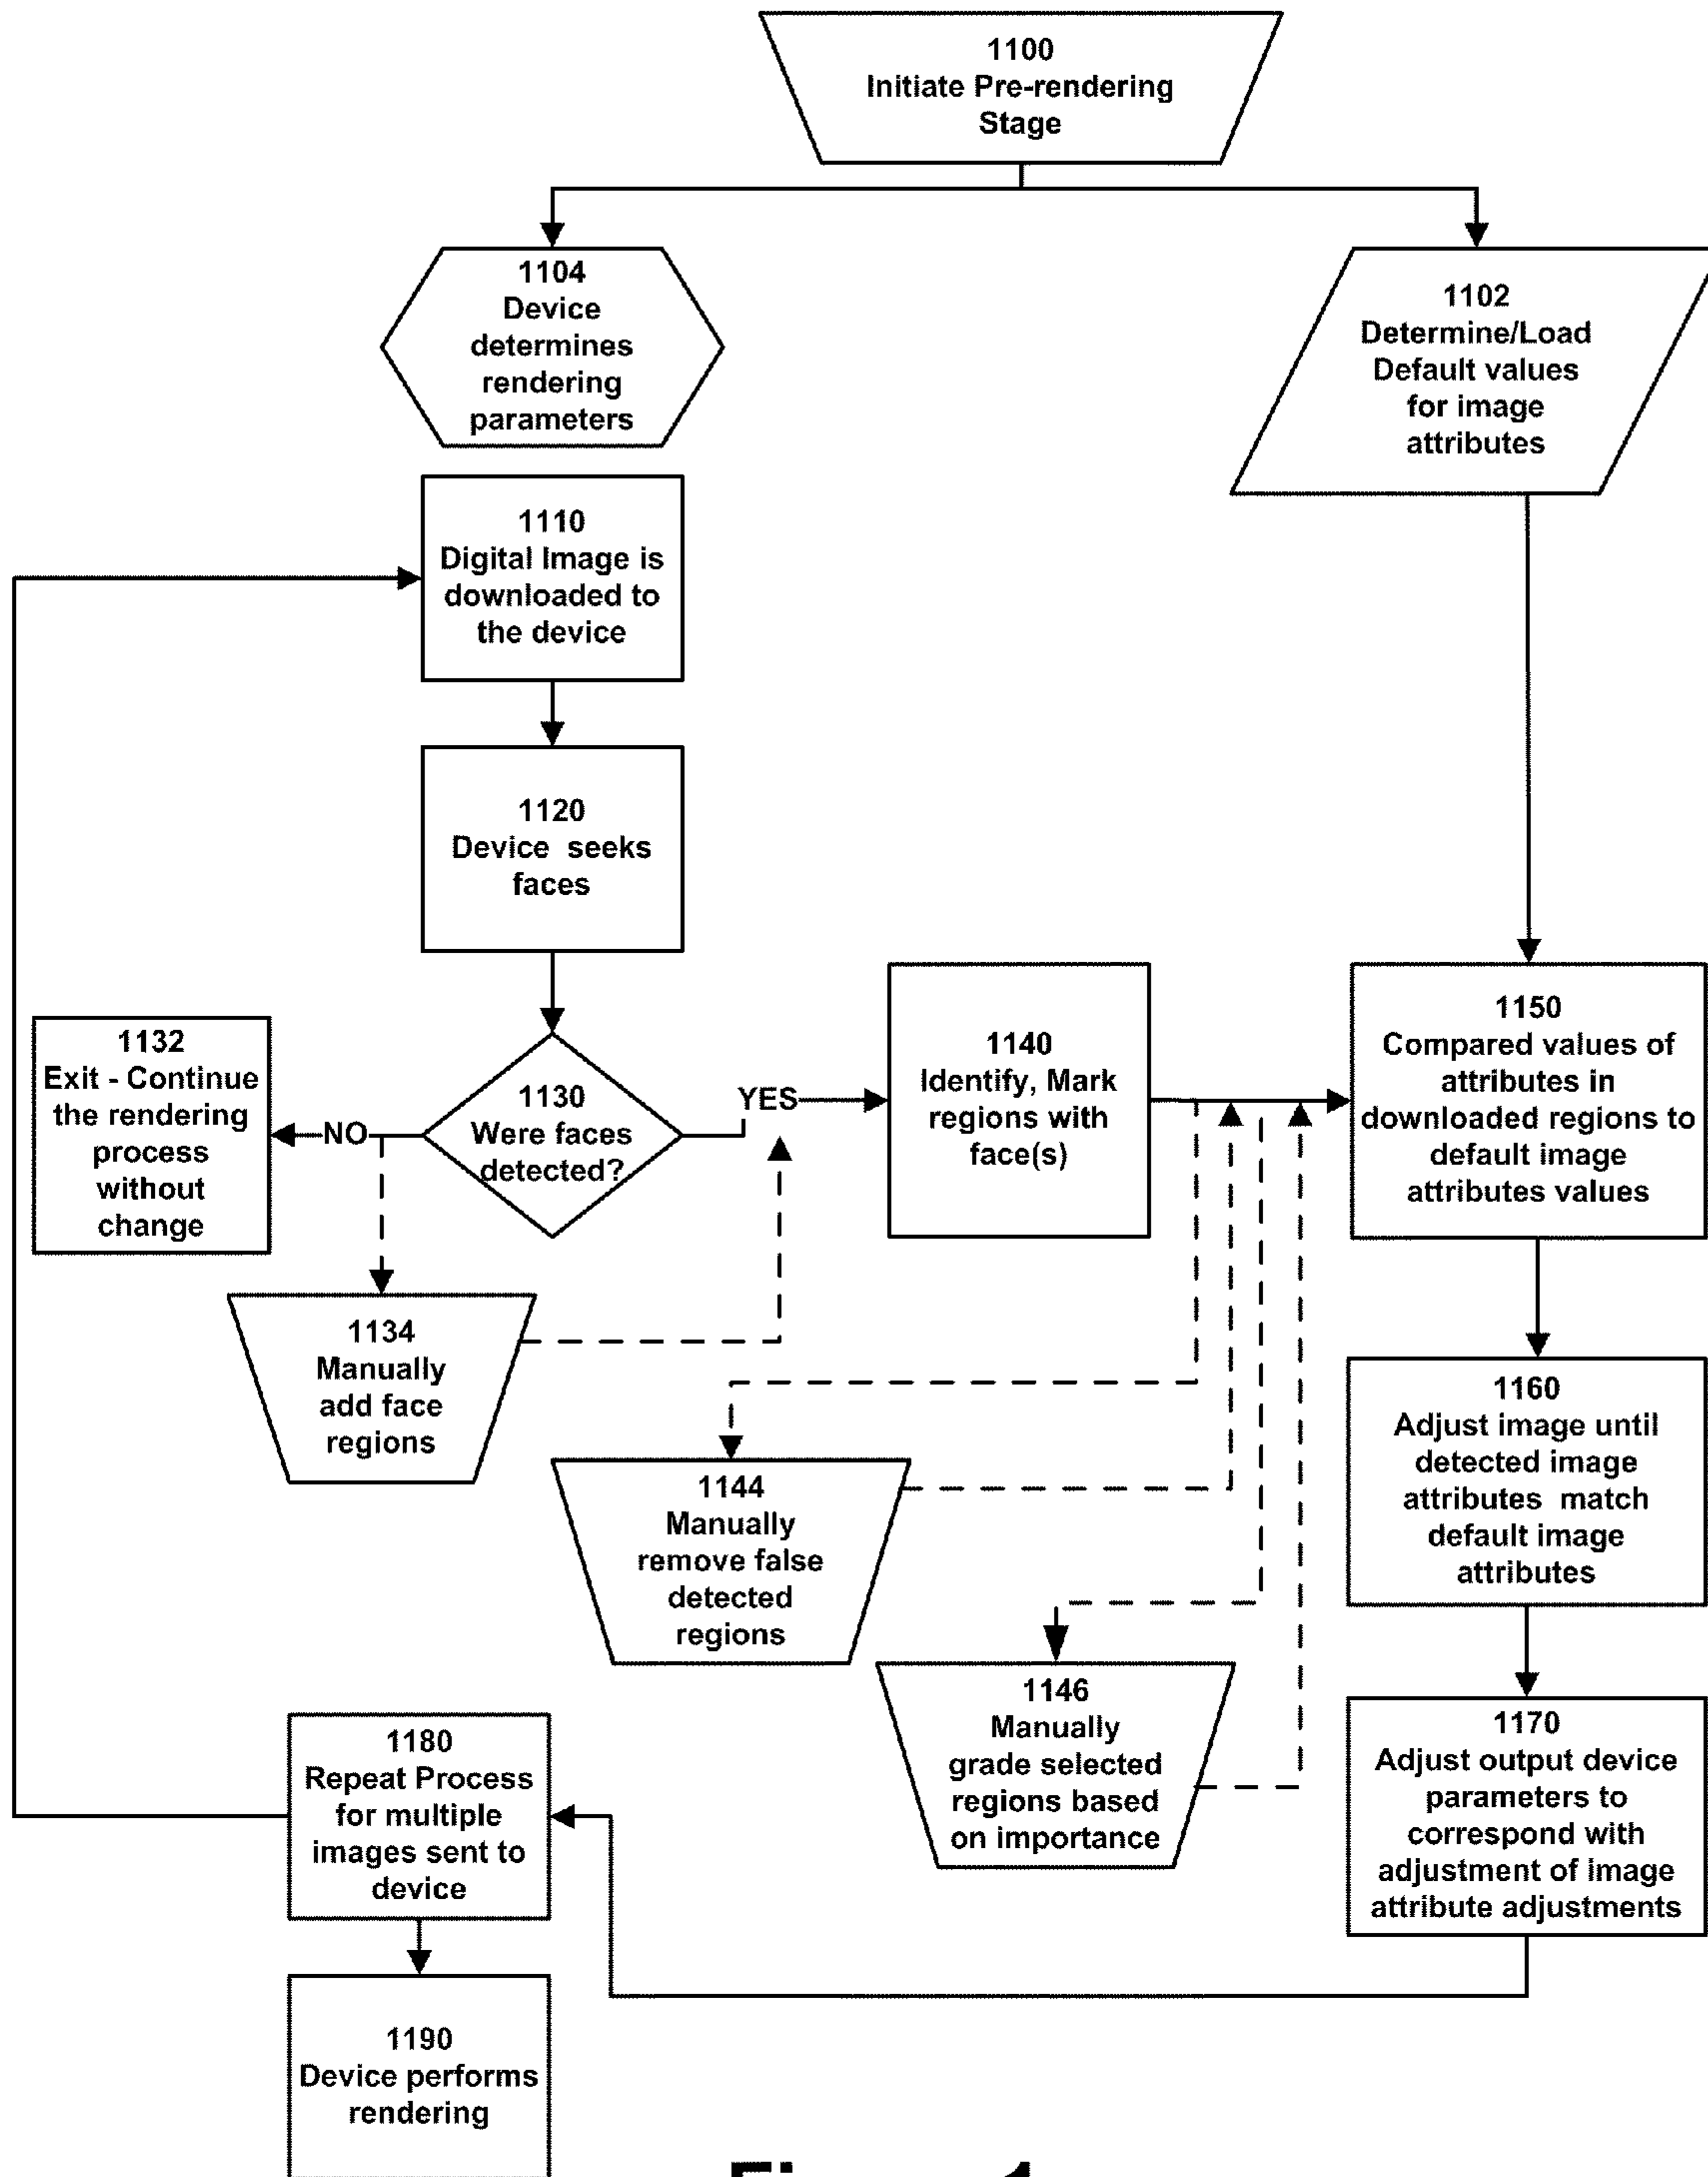 1100
Initiate Pre-rendering
Stage
1104
Device
determines
rendering
parameters
1102
Determine/Load
Default values
for image
attributes
1110
Digital Image is
downloaded to
the device
1120
Device seeks
faces
1132
Exit - Continue
the rendering
process
without
change
NO
1130
Were faces
detected?
YES
1140
Identify, Mark
regions with
face(s)
1150
Compared values of
attributes in
downloaded regions to
default image
attributes values
1134
Manually
add face
regions
1144
Manually
remove false
detected
regions
1160
Adjust image until
detected image
attributes match
default image
attributes
1146
Manually
grade selected
regions based
on importance
1170
Adjust output device
parameters to
correspond with
adjustment of image
attribute adjustments
1180
Repeat Process
for multiple
images sent to
device
1190
Device performs
rendering